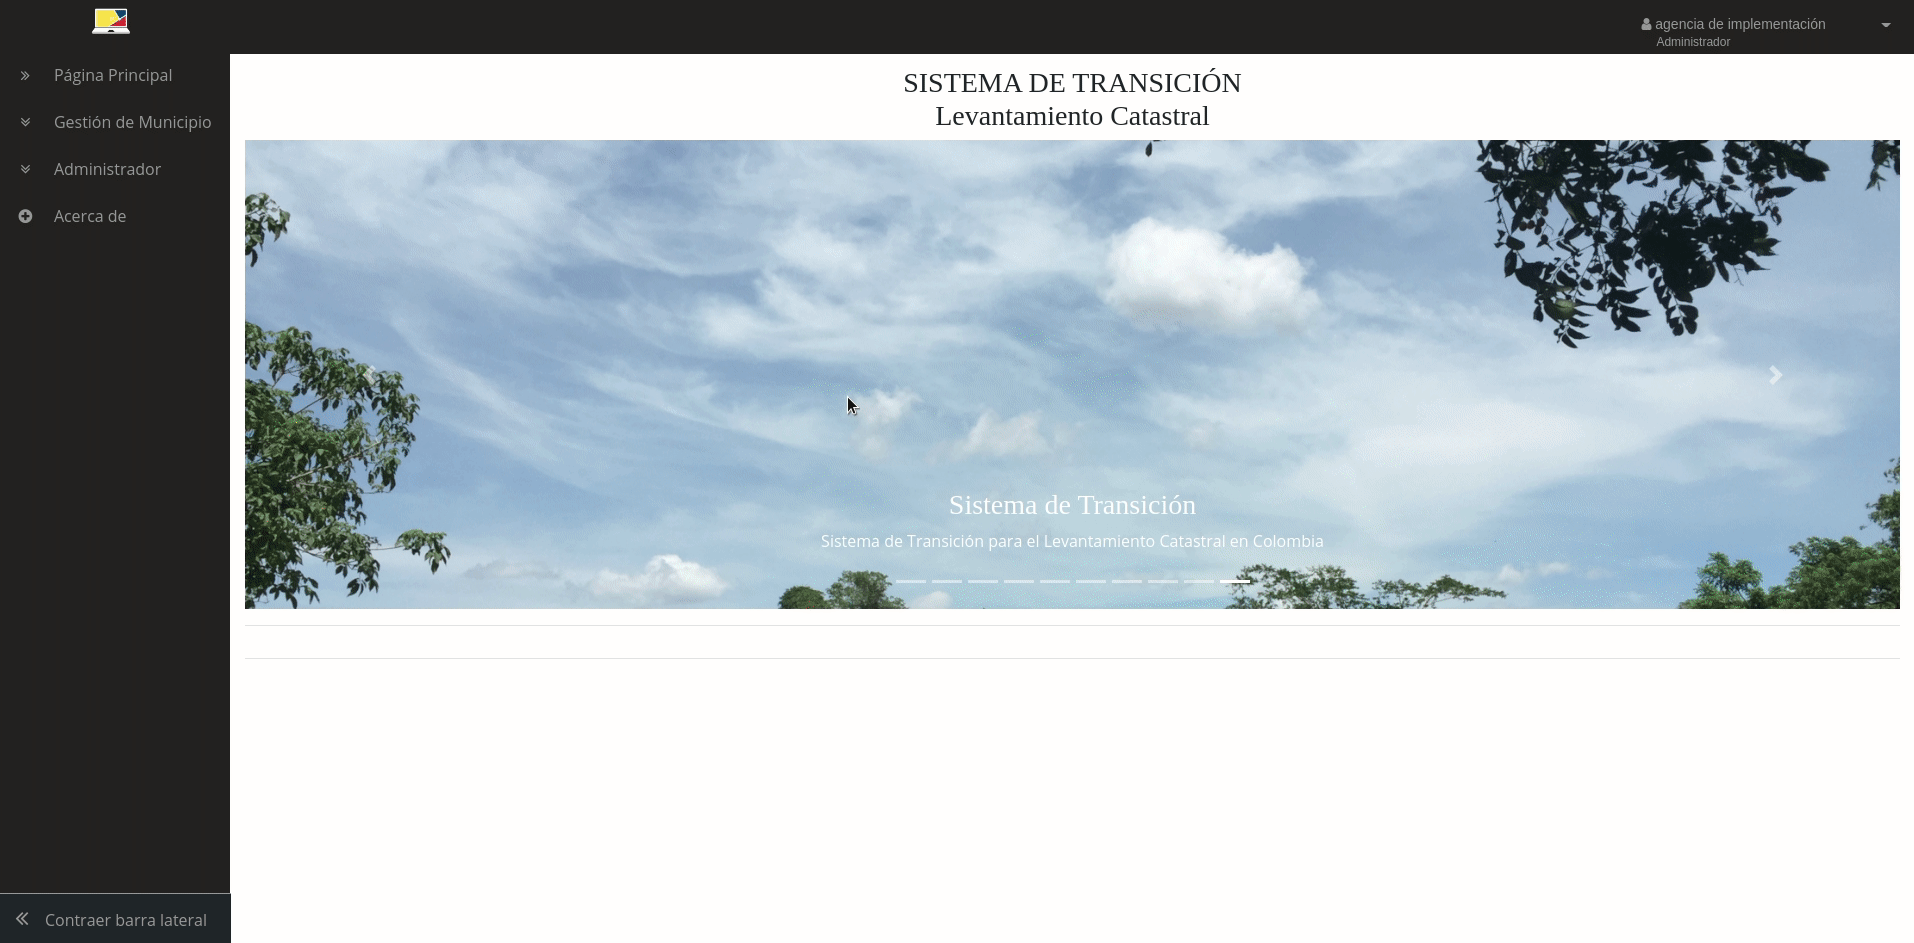 agencia de implementación
Administrador
Página Principal
Gestión de Municipio
Administrador
Acerca de
SISTEMA DE TRANSICIÓN
Levantamiento Catastral
Sistema de Transición
Sistema de Transición para el Levantamiento Catastral en Colombia
Contraer barra lateral